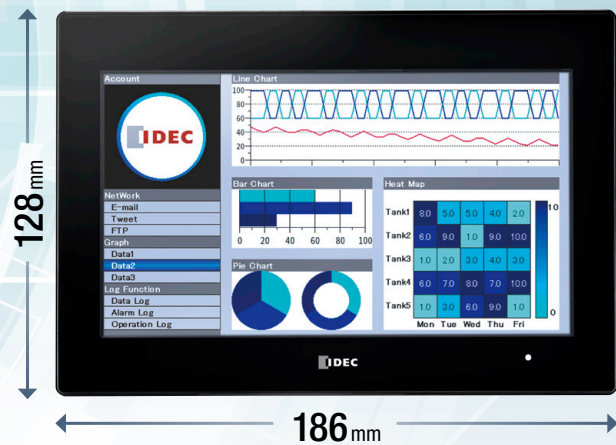 128 mm
Account
IDEC
NetWork
E-mail
Tweet
FTP
Graph
Data1
Data2
Data3
Log Function
Data Log
Alarm Log
Operation Log
Line Chart
100
80
60
40
20
0
Bar Chart
0 20 40 60 80 100
Pie Chart
Heat Map
Tank1 8.0 5.0 5.0 4.0 2.0
Tank2 6.0 9.0 1.0 9.0 10.0
Tank3 1.0 2.0 3.0 4.0 3.0
Tank4 6.0 7.0 8.0 7.0 10.0
Tank5 1.0 3.0 6.0 9.0 1.0
Mon Tue Wed Thu Fri
10
0
IDEC
186 mm